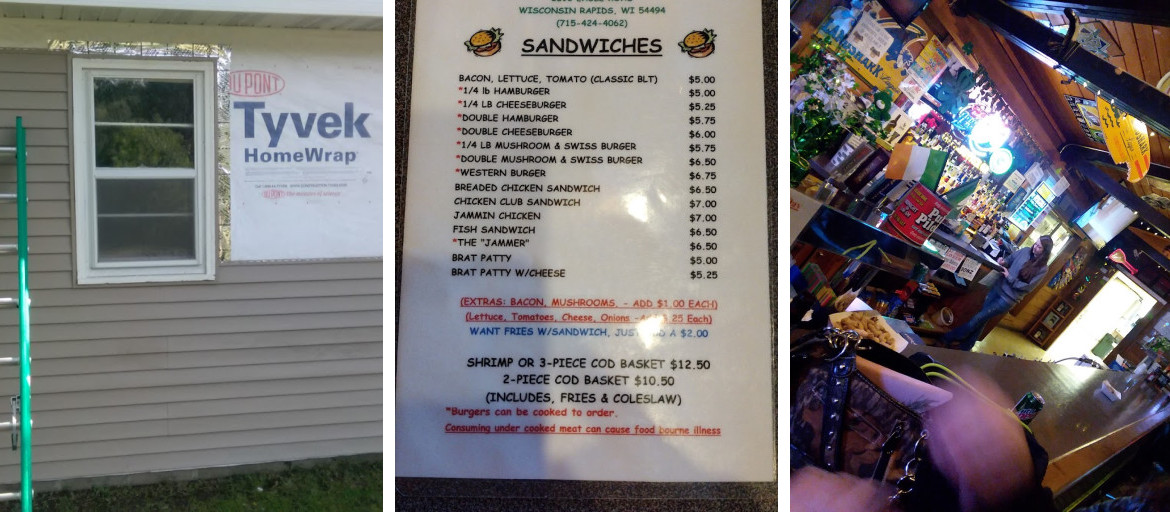 DUPONT
Tyvek
HomeWrap
WISCONSIN RAPIDS, WI 54494
(715-424-4062)
SANDWICHES
BACON, LETTUCE, TOMATO (CLASSIC BLT) $5.00
*1/4 lb HAMBURGER $5.00
*1/4 LB CHEESEBURGER $5.25
*DOUBLE HAMBURGER $5.75
*DOUBLE CHEESEBURGER $6.00
*1/4 LB MUSHROOM & SWISS BURGER $5.75
*DOUBLE MUSHROOM & SWISS BURGER $6.50
*WESTERN BURGER $6.75
BREADED CHICKEN SANDWICH $6.50
CHICKEN CLUB SANDWICH $7.00
JAMMIN CHICKEN $7.00
FISH SANDWICH $6.50
*THE "JAMMER" $6.50
BRAT PATTY $5.00
BRAT PATTY W/CHEESE $5.25
(EXTRAS: BACON, MUSHROOMS, - ADD $1.00 EACH)
(Lettuce, Tomatoes, Cheese, Onions - 25 Each)
WANT FRIES W/SANDWICH, A $2.00
SHRIMP OR 3-PIECE COD BASKET $12.50
2-PIECE COD BASKET $10.50
(INCLUDES, FRIES & COLESLAW)
*Burgers can be cooked to order.
Consuming under cooked meat can cause food bourne illness